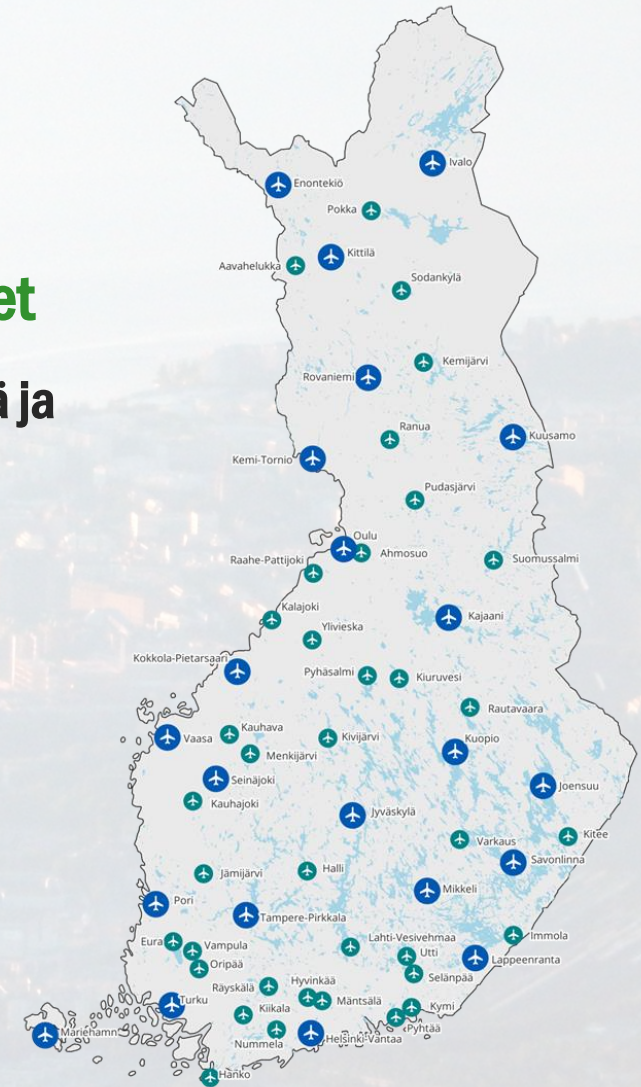 et
ä ja
Ivalo
Enontekiö
Pokka
Kittilä
Aavahelukka
Sodankylä
Kemijärvi
Rovaniemi
Ranua
Kuusamo
Kemi-Tornio
Pudasjärvi
Oulu
Ahmosuo
Raahe-Pattijoki
Suomussalmi
Kalajoki
Kajaani
Ylivieska
Kokkola-Pietarsaari
Pyhäsalmi
Kiuruvesi
Rautavaara
Kauhava
Vaasa
Kivijärvi
Kuopio
Menkijärvi
Seinäjoki
Joensuu
Kauhajoki
Jyväskylä
Kitee
Varkaus
Savonlinna
Halli
Jämijärvi
Mikkeli
Pori
Tampere-Pirkkala
Immola
Lahti-Vesivehmaa
Eura
Vampula
Utti
Lappeenranta
Oripää
Selänpää
Räyskälä
Hyvinkää
Turku
Mäntsälä
Kiikala
Kymi
Pyhtää
Mariehamn
Helsinki-Vantaa
Nummela
Hanko